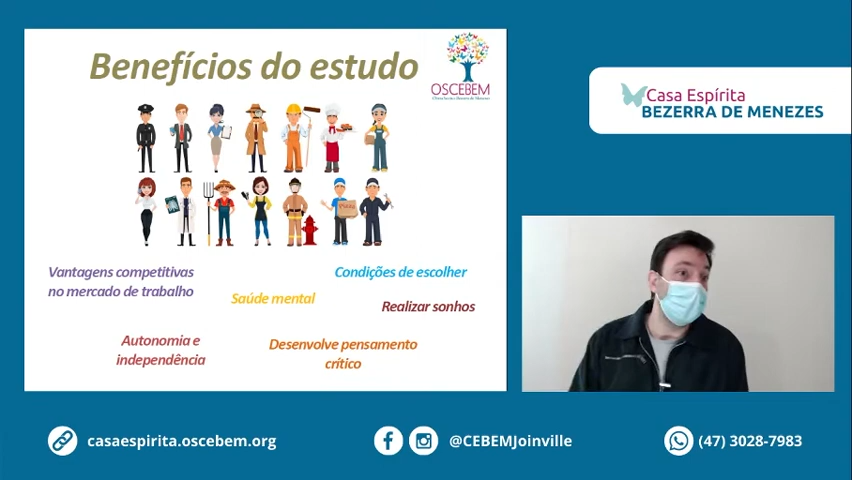 Benefícios do estudo
OSCEBEM
Vantagens competitivas
no mercado de trabalho
Condições de escolher
Saúde mental
Realizar sonhos
Autonomia e
independência
Desenvolve pensamento
crítico
Casa Espírita
BEZERRA DE MENEZES
casaespirita.oscebem.org
@CEBEMJoinville
(47) 3028-7983